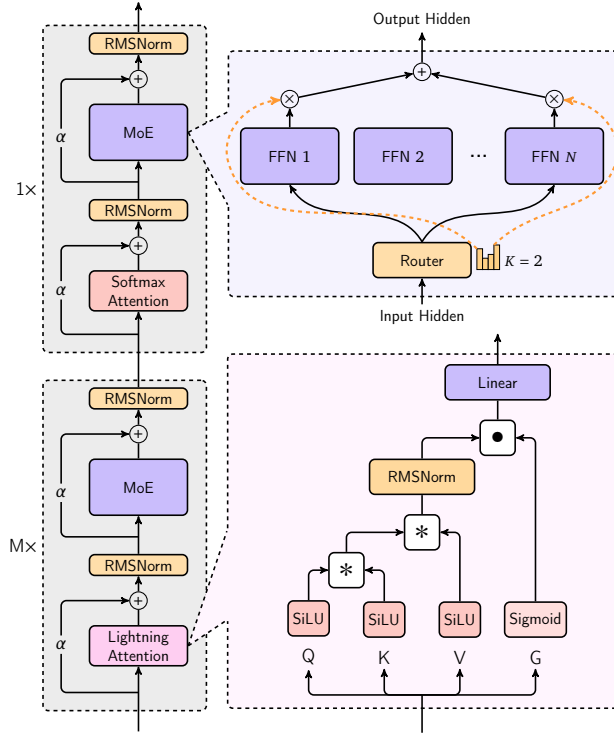 RMSNorm
α
MoE
1×
RMSNorm
α
Softmax
Attention
RMSNorm
α
MoE
M×
RMSNorm
α
Lightning
Attention
Output Hidden
FFN 1
FFN 2
...
FFN N
Router
K = 2
Input Hidden
Linear
RMSNorm
SiLU
SiLU
SiLU
Sigmoid
Q
K
V
G